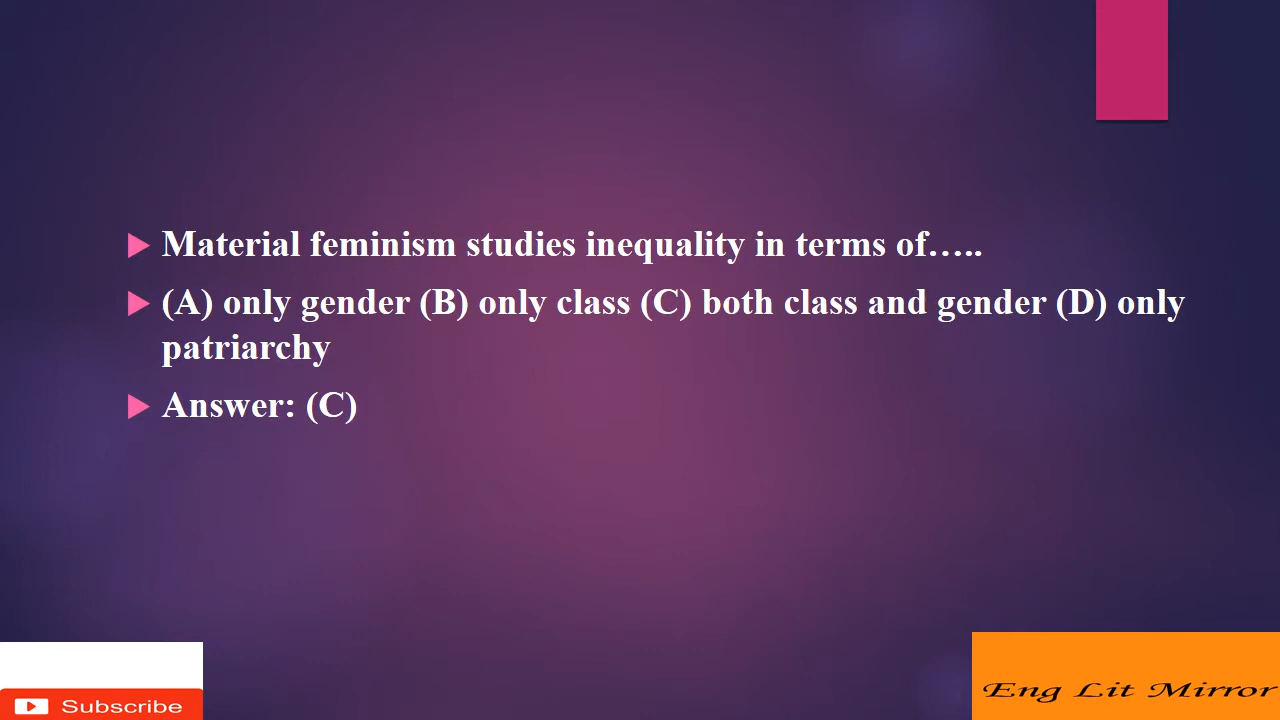 Material feminism studies inequality in terms of…..
(A) only gender (B) only class (C) both class and gender (D) only
patriarchy
Answer: (C)
Subscribe
Eng Lit Mirror